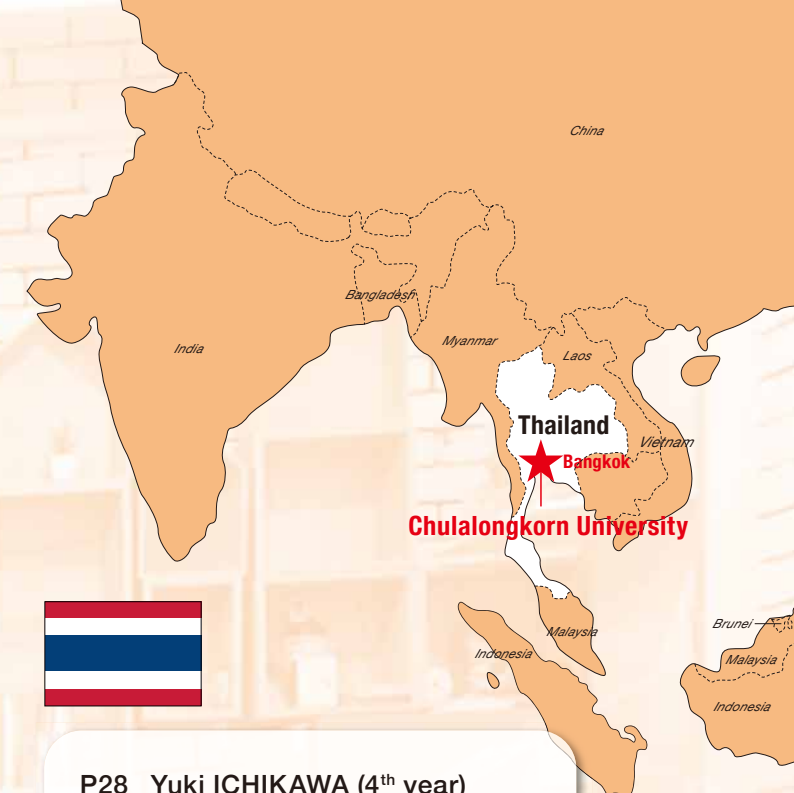 China
Bangladesh
India
Myanmar
Laos
Thailand
Vietnam
Bangkok
Chulalongkorn University
Brunei
Malaysia
Indonesia
Malaysia
Indonesia
P28 Yuki ICHIKAWA (4th year)